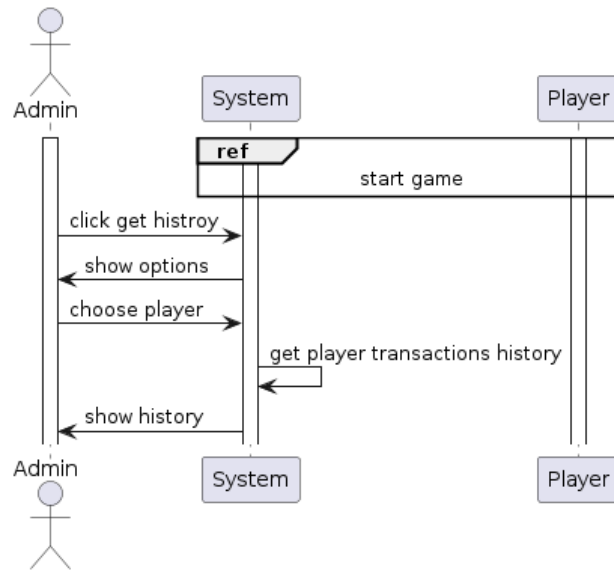 Admin
System
Player
ref
start game
click get histroy
show options
choose player
get player transactions history
show history
Admin
System
Player